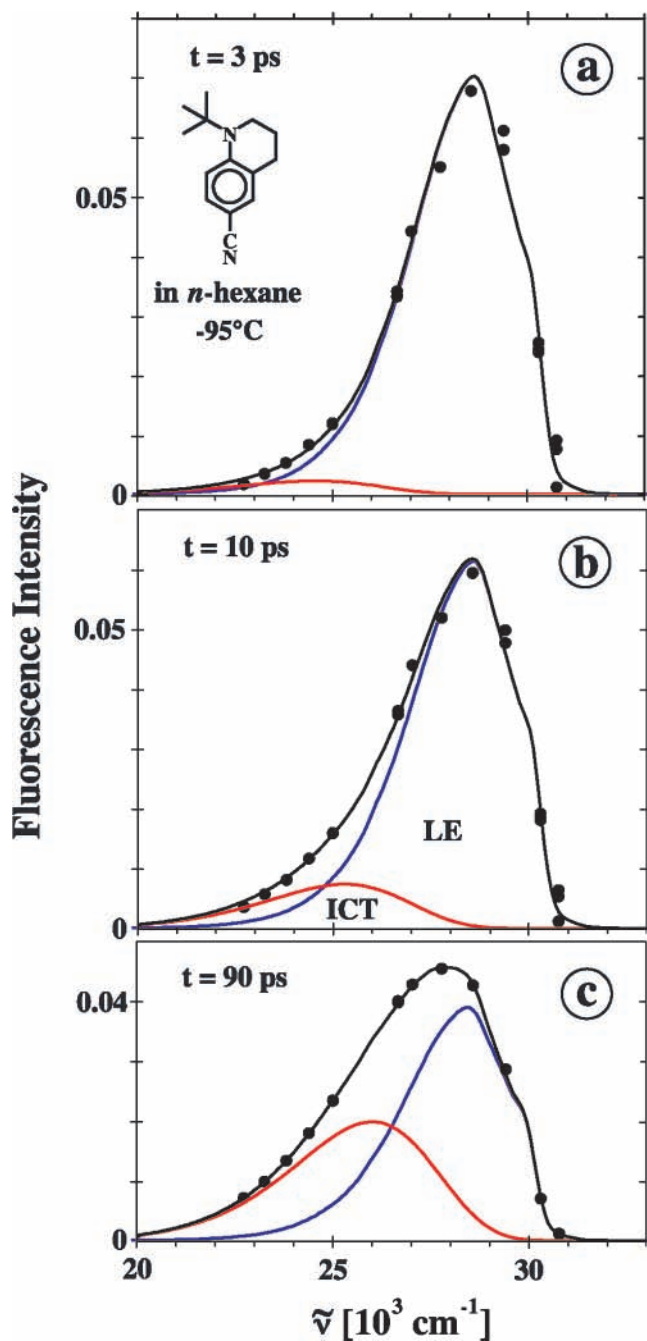 t = 3 ps
a
N
C
N
in n-hexane
-95°C
0.05
0
t = 10 ps
b
0.05
LE
ICT
0
t = 90 ps
c
0.04
0
20 25 30
ν̃ [10³ cm⁻¹]
Fluorescence Intensity